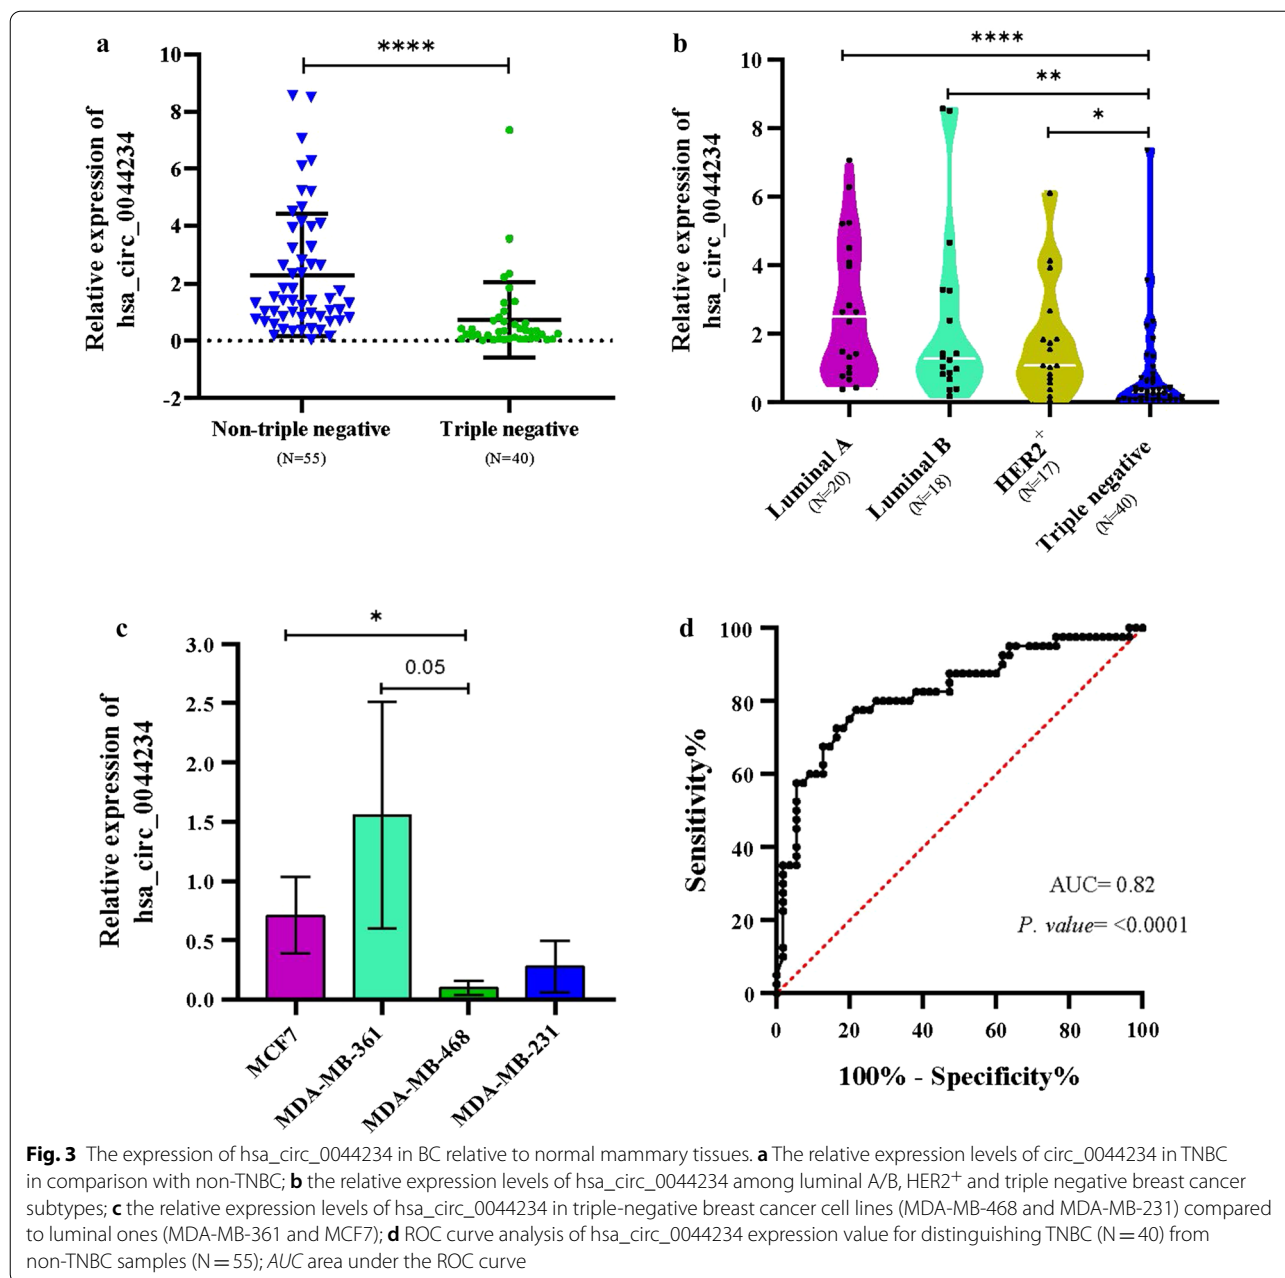 a
****
10
8
6
4
2
0
-2
Relative expression of
hsa_circ_0044234
Non-triple negative
(N=55)
Triple negative
(N=40)
b
****
**
*
10
8
6
4
2
0
Relative expression of
hsa_circ_0044234
Luminal A
(N=20)
Luminal B
(N=18)
HER2+
(N=17)
Triple negative
(N=40)
c
*
0.05
3.0
2.5
2.0
1.5
1.0
0.5
0.0
Relative expression of
hsa_circ_0044234
MCF7
MDA-MB-361
MDA-MB-468
MDA-MB-231
d
100
80
60
40
20
0
Sensitivity%
AUC= 0.82
P. value= <0.0001
0 20 40 60 80 100
100% - Specificity%
Fig. 3 The expression of hsa_circ_0044234 in BC relative to normal mammary tissues. a The relative expression levels of circ_0044234 in TNBC
in comparison with non-TNBC; b the relative expression levels of hsa_circ_0044234 among luminal A/B, HER2+ and triple negative breast cancer
subtypes; c the relative expression levels of hsa_circ_0044234 in triple-negative breast cancer cell lines (MDA-MB-468 and MDA-MB-231) compared
to luminal ones (MDA-MB-361 and MCF7); d ROC curve analysis of hsa_circ_0044234 expression value for distinguishing TNBC (N = 40) from
non-TNBC samples (N = 55); AUC area under the ROC curve